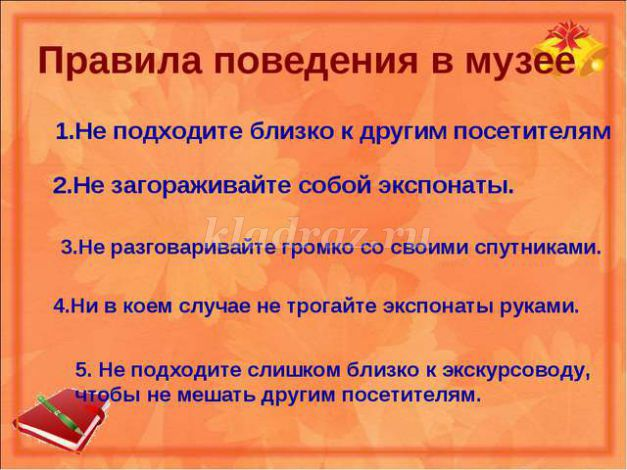 Правила поведения в музее
1.Не подходите близко к другим посетителям
2.Не загораживайте собой экспонаты.
kladraz.ru
3.Не разговаривайте громко со своими спутниками.
4.Ни в коем случае не трогайте экспонаты руками.
5. Не подходите слишком близко к экскурсоводу,
чтобы не мешать другим посетителям.